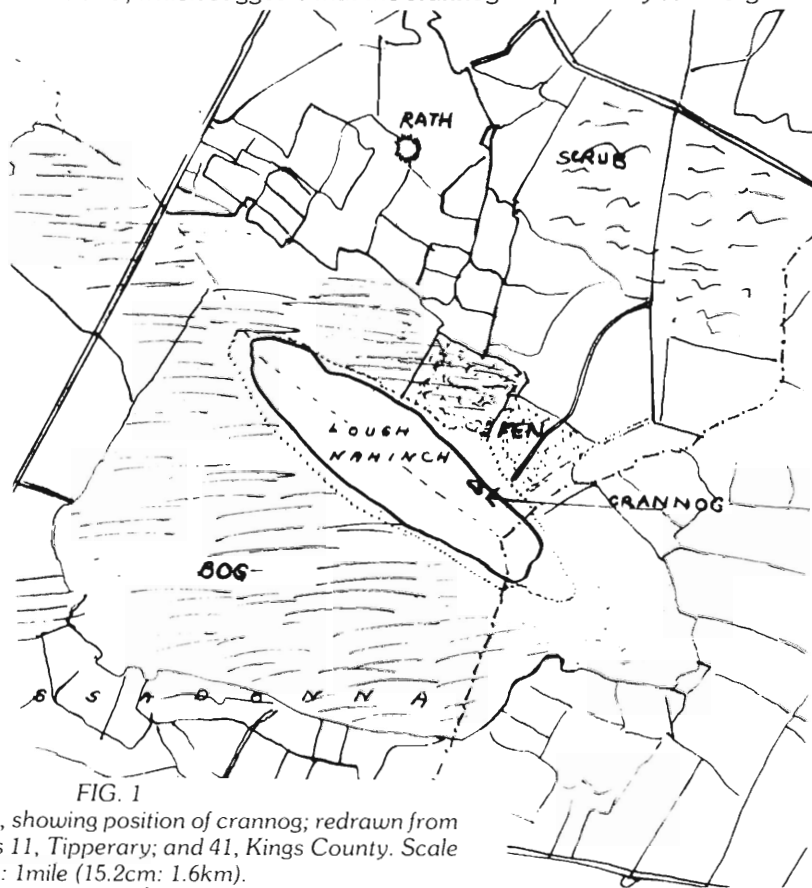 RATH
SCRUB
FEN
LOUGH
NAHINCH
CRANNOG
BOG
FIG. 1
, showing position of crannog; redrawn from
s 11, Tipperary; and 41, Kings County. Scale
: 1mile (15.2cm: 1.6km).